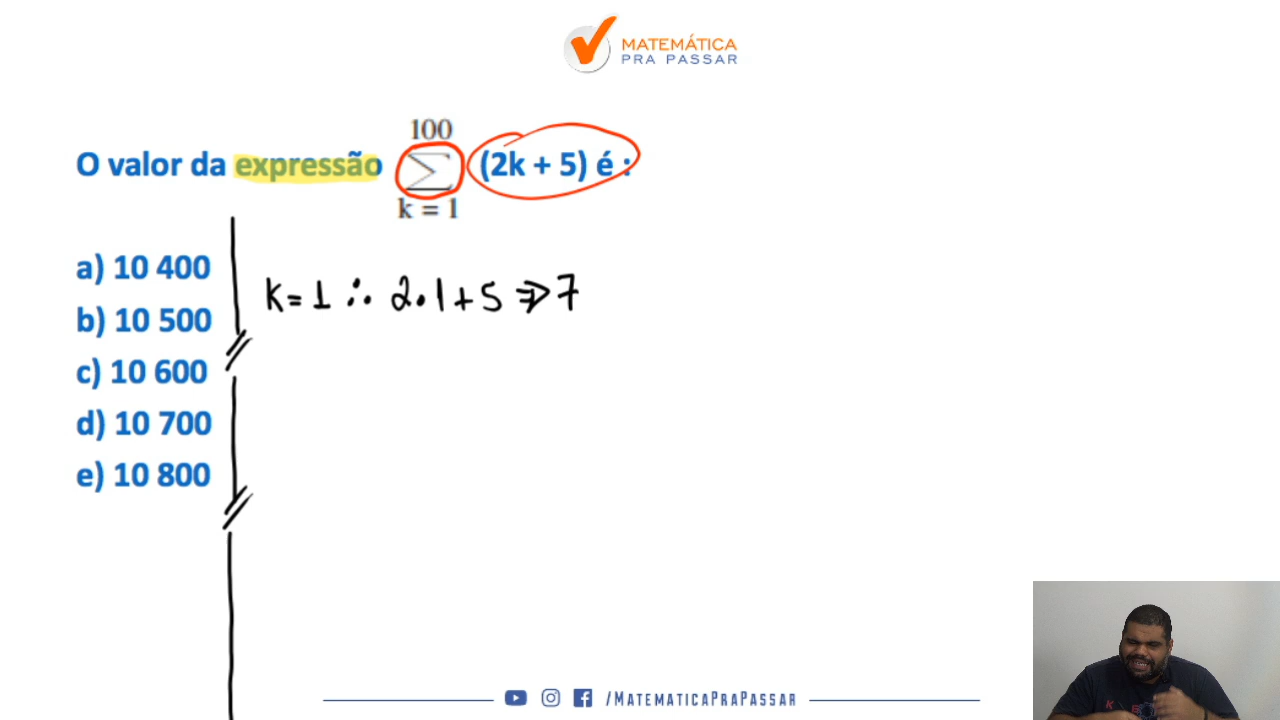 MATEMÁTICA
PRA PASSAR
100
O valor da expressão ∑ (2k + 5) é :
k = 1
a) 10 400
b) 10 500
c) 10 600
d) 10 700
e) 10 800
K = 1 ∴ 2·1 + 5 ⇒ 7
/MATEMATICAPRAPASSAR